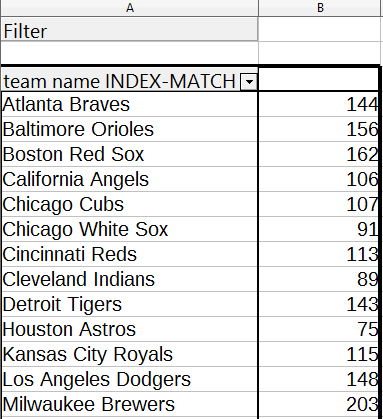 A B
Filter
team name INDEX-MATCH
Atlanta Braves 144
Baltimore Orioles 156
Boston Red Sox 162
California Angels 106
Chicago Cubs 107
Chicago White Sox 91
Cincinnati Reds 113
Cleveland Indians 89
Detroit Tigers 143
Houston Astros 75
Kansas City Royals 115
Los Angeles Dodgers 148
Milwaukee Brewers 203